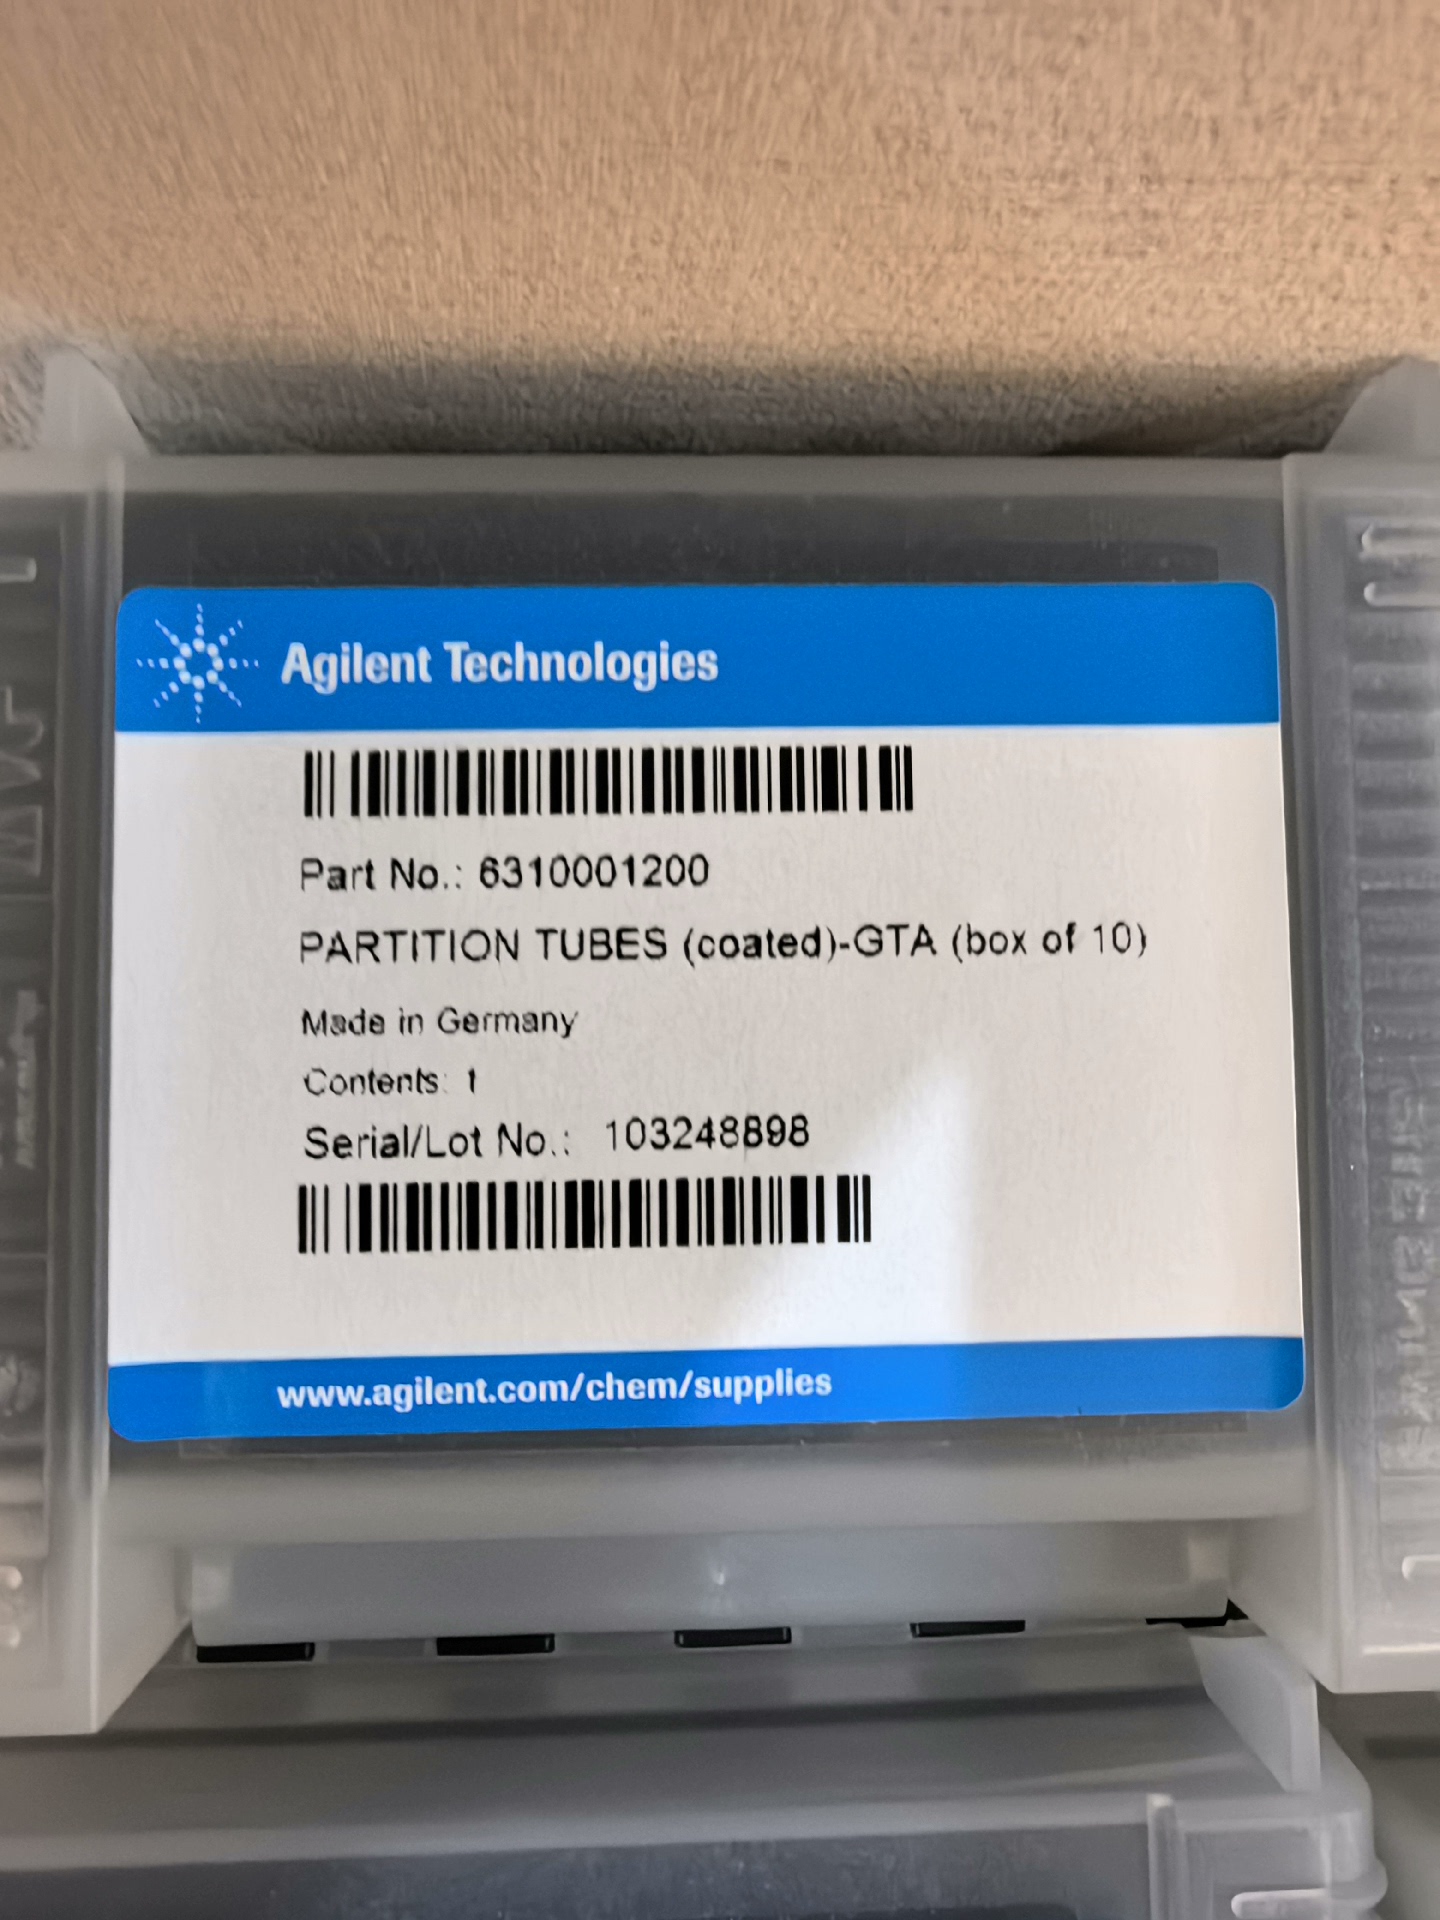 Agilent Technologies
Part No.: 6310001200
PARTITION TUBES (coated)-GTA (box of 10)
Made in Germany
Contents: 1
Serial/Lot No.: 103248898
www.agilent.com/chem/supplies